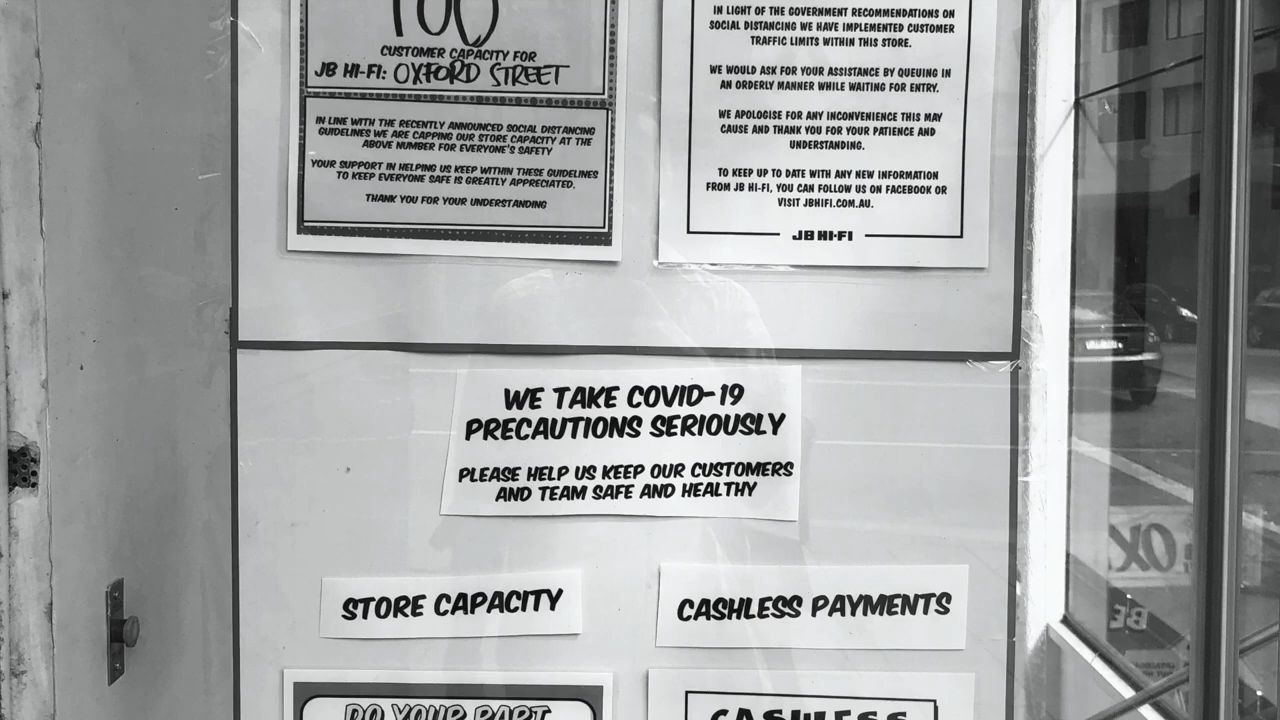 100
CUSTOMER CAPACITY FOR
JB HI-FI: OXFORD STREET
IN LINE WITH THE RECENTLY ANNOUNCED SOCIAL DISTANCING
GUIDELINES WE ARE CAPPING OUR STORE CAPACITY AT THE
ABOVE NUMBER FOR EVERYONE'S SAFETY
YOUR SUPPORT IN HELPING US KEEP WITHIN THESE GUIDELINES
TO KEEP EVERYONE SAFE IS GREATLY APPRECIATED.
THANK YOU FOR YOUR UNDERSTANDING
IN LIGHT OF THE GOVERNMENT RECOMMENDATIONS ON
SOCIAL DISTANCING WE HAVE IMPLEMENTED CUSTOMER
TRAFFIC LIMITS WITHIN THIS STORE.
WE WOULD ASK FOR YOUR ASSISTANCE BY QUEUING IN
AN ORDERLY MANNER WHILE WAITING FOR ENTRY.
WE APOLOGISE FOR ANY INCONVENIENCE THIS MAY
CAUSE AND THANK YOU FOR YOUR PATIENCE AND
UNDERSTANDING.
TO KEEP UP TO DATE WITH ANY NEW INFORMATION
FROM JB HI-FI, YOU CAN FOLLOW US ON FACEBOOK OR
VISIT JBHIFI.COM.AU.
JB HI-FI
WE TAKE COVID-19
PRECAUTIONS SERIOUSLY
PLEASE HELP US KEEP OUR CUSTOMERS
AND TEAM SAFE AND HEALTHY
STORE CAPACITY
CASHLESS PAYMENTS
DO YOUR PART
CASHLESS
OX
BE